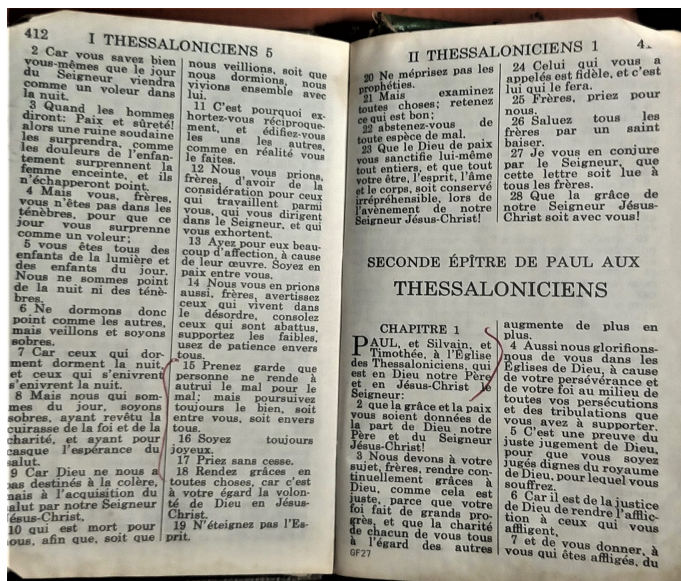 412
I THESSALONICIENS 5
2 Car vous savez bien
vous-mêmes que le jour
du Seigneur viendra
comme un voleur dans
la nuit.
3 Quand les hommes
diront: Paix et sûreté!
alors une ruine soudaine
les surprendra, comme
les douleurs de l'enfan-
tement surprennent la
femme enceinte, et ils
n'échapperont point.
4 Mais vous, frères,
vous n'êtes pas dans les
ténèbres, pour que ce
jour vous surprenne
comme un voleur;
5 vous êtes tous des
enfants de la lumière et
des enfants du jour.
Nous ne sommes point
de la nuit ni des ténè-
bres.
6 Ne dormons donc
point comme les autres,
mais veillons et soyons
sobres.
7 Car ceux qui dor-
ment dorment la nuit,
et ceux qui s'enivrent
s'enivrent la nuit.
8 Mais nous qui som-
mes du jour, soyons
sobres, ayant revêtu la
cuirasse de la foi et de la
charité, et ayant pour
casque l'espérance du
salut.
9 Car Dieu ne nous a
pas destinés à la colère,
mais à l'acquisition du
salut par notre Seigneur
Jésus-Christ,
10 qui est mort pour
nous, afin que, soit que
nous veillions, soit que
nous dormions, nous
vivions ensemble avec
lui.
11 C'est pourquoi ex-
hortez-vous réciproque-
ment, et édifiez-vous
les uns les autres,
comme en réalité vous
le faites.
12 Nous vous prions,
frères, d'avoir de la
considération pour ceux
qui travaillent parmi
vous, qui vous dirigent
dans le Seigneur, et qui
vous exhortent.
13 Ayez pour eux beau-
coup d'affection, à cause
de leur œuvre. Soyez en
paix entre vous.
14 Nous vous en prions
aussi, frères, avertissez
ceux qui vivent dans
le désordre, consolez
ceux qui sont abattus,
supportez les faibles,
usez de patience envers
tous.
15 Prenez garde que
personne ne rende à
autrui le mal pour le
mal; mais poursuivez
toujours le bien, soit
entre vous, soit envers
tous.
16 Soyez toujours
joyeux.
17 Priez sans cesse.
18 Rendez grâces en
toutes choses, car c'est
à votre égard la volon-
té de Dieu en Jésus-
Christ.
19 N'éteignez pas l'Es-
prit.
II THESSALONICIENS 1
20 Ne méprisez pas les
prophéties.
21 Mais examinez
toutes choses; retenez
ce qui est bon;
22 abstenez-vous de
toute espèce de mal.
23 Que le Dieu de paix
vous sanctifie lui-même
tout entiers, et que tout
votre être, l'esprit, l'âme
et le corps, soit conservé
irrépréhensible, lors de
l'avènement de notre
Seigneur Jésus-Christ!
24 Celui qui vous a
appelés est fidèle, et c'est
lui qui le fera.
25 Frères, priez pour
nous.
26 Saluez tous les
frères par un saint
baiser.
27 Je vous en conjure
par le Seigneur, que
cette lettre soit lue à
tous les frères.
28 Que la grâce de
notre Seigneur Jésus-
Christ soit avec vous!
SECONDE ÉPÎTRE DE PAUL AUX
THESSALONICIENS
CHAPITRE 1
PAUL, et Silvain, et
Timothée, à l'Église
des Thessaloniciens, qui
est en Dieu notre Père
et en Jésus-Christ le
Seigneur:
2 que la grâce et la paix
vous soient données de
la part de Dieu notre
Père et du Seigneur
Jésus-Christ!
3 Nous devons à votre
sujet, frères, rendre con-
tinuellement grâces à
Dieu, comme cela est
juste, parce que votre
foi fait de grands pro-
grès, et que la charité
de chacun de vous tous
à l'égard des autres
GF27
augmente de plus en
plus.
4 Aussi nous glorifions-
nous de vous dans les
Églises de Dieu, à cause
de votre persévérance et
de votre foi au milieu de
toutes vos persécutions
et des tribulations que
vous avez à supporter.
5 C'est une preuve du
juste jugement de Dieu,
pour que vous soyez
jugés dignes du royaume
de Dieu, pour lequel vous
souffrez.
6 Car il est de la justice
de Dieu de rendre l'afflic-
tion à ceux qui vous
affligent,
7 et de vous donner, à
vous qui êtes affligés, du